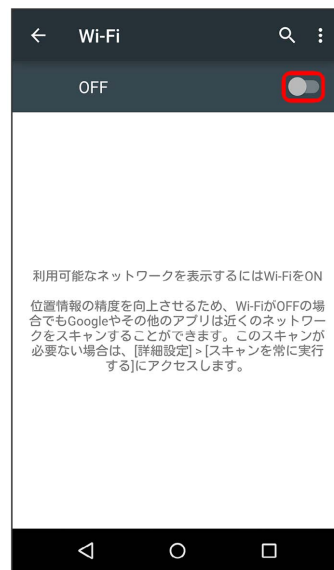 Wi-Fi
OFF
利用可能なネットワークを表示するにはWi-FiをON
位置情報の精度を向上させるため、Wi-FiがOFFの場
合でもGoogleやその他のアプリは近くのネットワー
クをスキャンすることができます。このスキャンが
必要ない場合は、[詳細設定] > [スキャンを常に実行
する]にアクセスします。